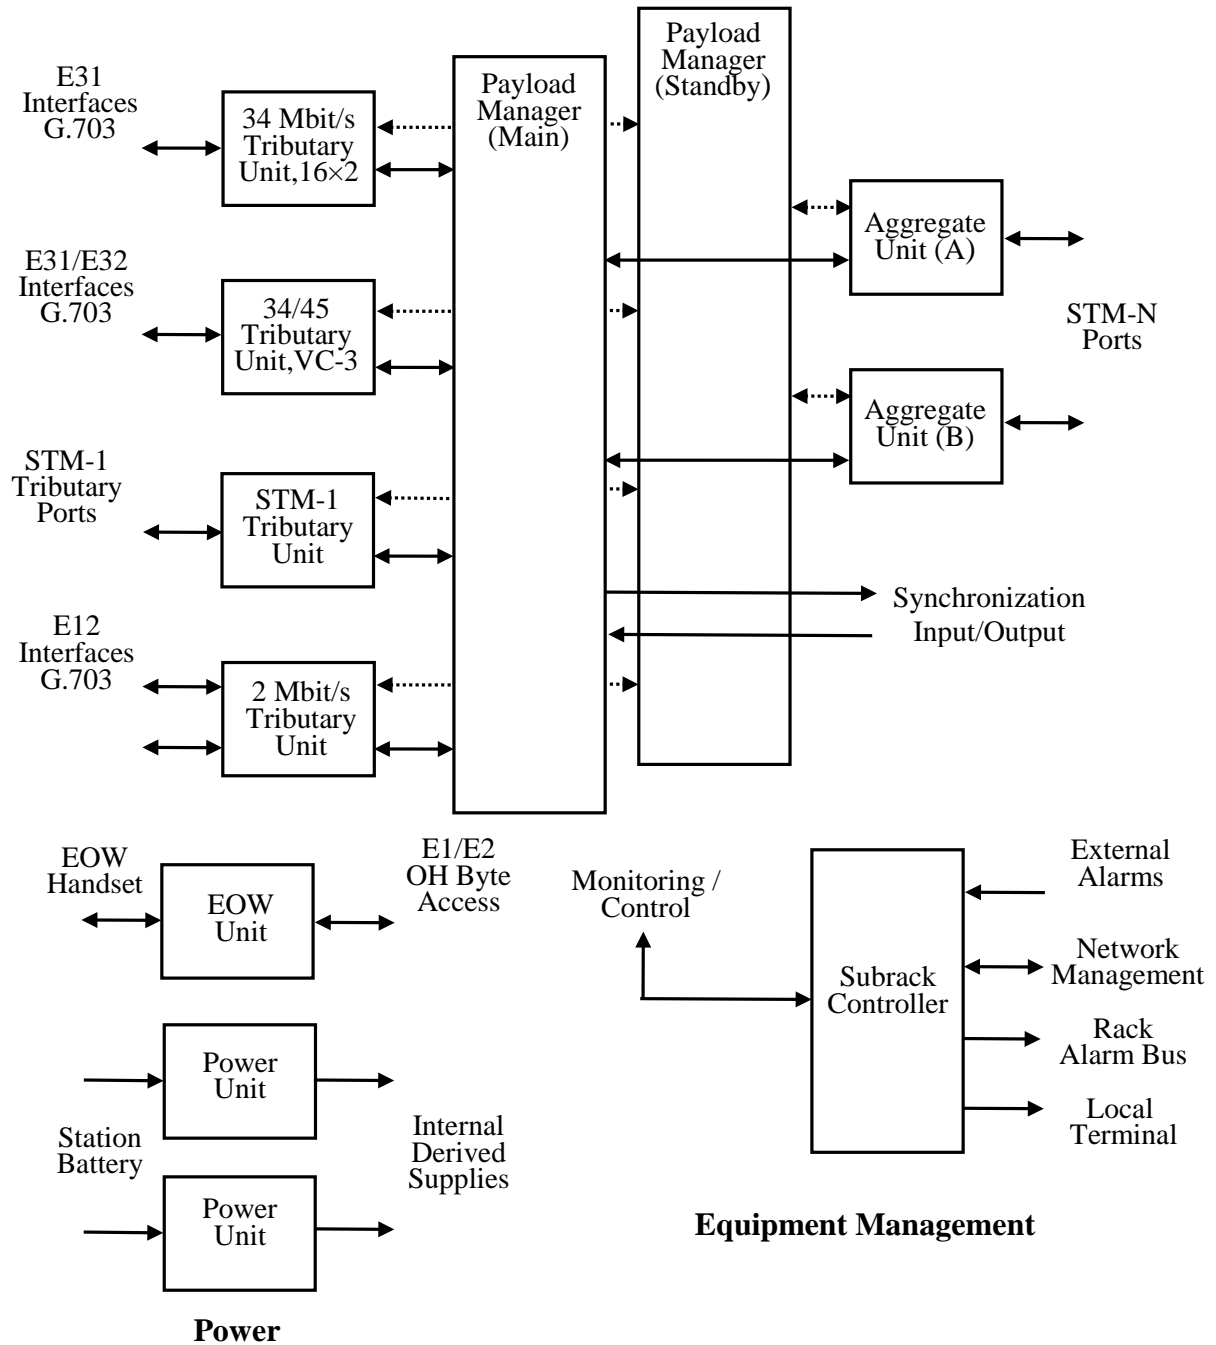 Payload
Manager
(Standby)
Payload
Manager
(Main)
E31
Interfaces
G.703
34 Mbit/s
Tributary
Unit,16×2
Aggregate
Unit (A)
E31/E32
Interfaces
G.703
34/45
Tributary
Unit,VC-3
STM-N
Ports
Aggregate
Unit (B)
STM-1
Tributary
Ports
STM-1
Tributary
Unit
Synchronization
Input/Output
E12
Interfaces
G.703
2 Mbit/s
Tributary
Unit
EOW
Handset
EOW
Unit
E1/E2
OH Byte
Access
Monitoring /
Control
Subrack
Controller
External
Alarms
Network
Management
Rack
Alarm Bus
Local
Terminal
Power
Unit
Station
Battery
Internal
Derived
Supplies
Power
Unit
Equipment Management
Power